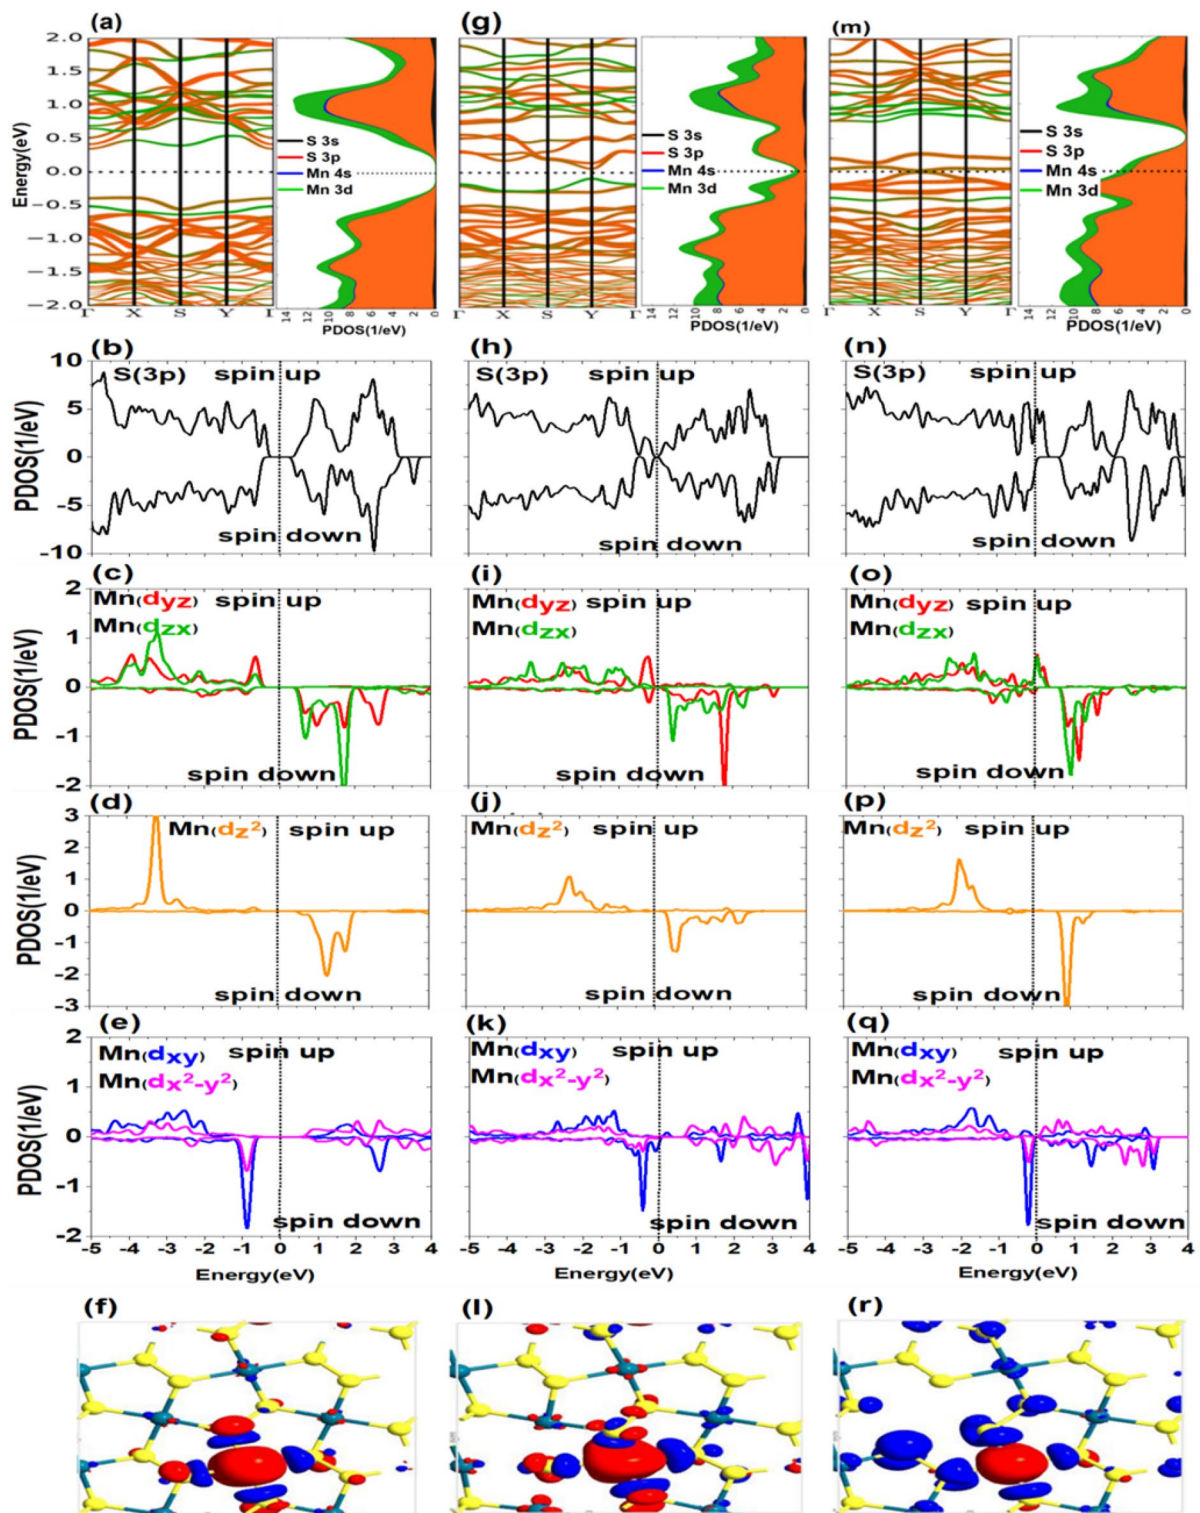 (a) (g) (m)
2.0
1.5
1.0
0.5
0.0
−0.5
−1.0
−1.5
−2.0
Energy(eV)
S 3s
S 3p
Mn 4s
Mn 3d
S 3s
S 3p
Mn 4s
Mn 3d
S 3s
S 3p
Mn 4s
Mn 3d
Γ X S Y Γ 14 12 10 8 6 4 2 0
Γ X S Y Γ 14 12 10 8 6 4 2 0
Γ X S Y Γ 14 12 10 8 6 4 2 0
PDOS(1/eV) PDOS(1/eV) PDOS(1/eV)
(b) (h) (n)
10
5
0
-5
-10
PDOS(1/eV)
S(3p) spin up S(3p) spin up S(3p) spin up
spin down spin down spin down
(c) (i) (o)
2
1
0
-1
-2
PDOS(1/eV)
Mn(dyz) spin up Mn(dyz) spin up Mn(dyz) spin up
Mn(dzx) Mn(dzx) Mn(dzx)
spin down spin down spin down
(d) (j) (p)
3
2
1
0
-1
-2
-3
PDOS(1/eV)
Mn(dz²) spin up Mn(dz²) spin up Mn(dz²) spin up
spin down spin down spin down
(e) (k) (q)
2
1
0
-1
-2
PDOS(1/eV)
Mn(dxy) spin up Mn(dxy) spin up Mn(dxy) spin up
Mn(dx²-y²) Mn(dx²-y²) Mn(dx²-y²)
spin down spin down spin down
-5 -4 -3 -2 -1 0 1 2 3 4 -5 -4 -3 -2 -1 0 1 2 3 4 -5 -4 -3 -2 -1 0 1 2 3 4
Energy(eV) Energy(eV) Energy(eV)
(f) (l) (r)